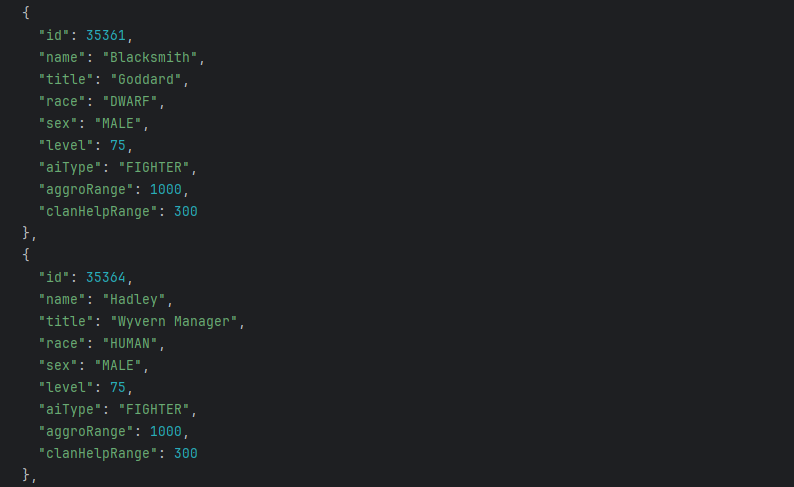 {
"id": 35361,
"name": "Blacksmith",
"title": "Goddard",
"race": "DWARF",
"sex": "MALE",
"level": 75,
"aiType": "FIGHTER",
"aggroRange": 1000,
"clanHelpRange": 300
},
{
"id": 35364,
"name": "Hadley",
"title": "Wyvern Manager",
"race": "HUMAN",
"sex": "MALE",
"level": 75,
"aiType": "FIGHTER",
"aggroRange": 1000,
"clanHelpRange": 300
},